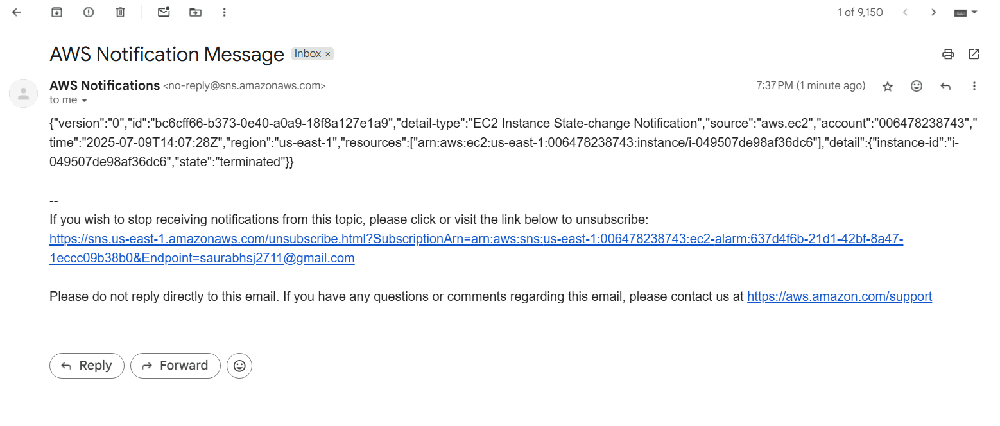 1 of 9,150
AWS Notification Message Inbox ×
AWS Notifications <no-reply@sns.amazonaws.com> 7:37 PM (1 minute ago)
to me
{"version":"0","id":"bc6cff66-b373-0e40-a0a9-18f8a127e1a9","detail-type":"EC2 Instance State-change Notification","source":"aws.ec2","account":"006478238743","
time":"2025-07-09T14:07:28Z","region":"us-east-1","resources":["arn:aws:ec2:us-east-1:006478238743:instance/i-049507de98af36dc6"],"detail":{"instance-id":"i-
049507de98af36dc6","state":"terminated"}}
--
If you wish to stop receiving notifications from this topic, please click or visit the link below to unsubscribe:
https://sns.us-east-1.amazonaws.com/unsubscribe.html?SubscriptionArn=arn:aws:sns:us-east-1:006478238743:ec2-alarm:637d4f6b-21d1-42bf-8a47-
1eccc09b38b0&Endpoint=saurabhsj2711@gmail.com
Please do not reply directly to this email. If you have any questions or comments regarding this email, please contact us at https://aws.amazon.com/support
Reply Forward